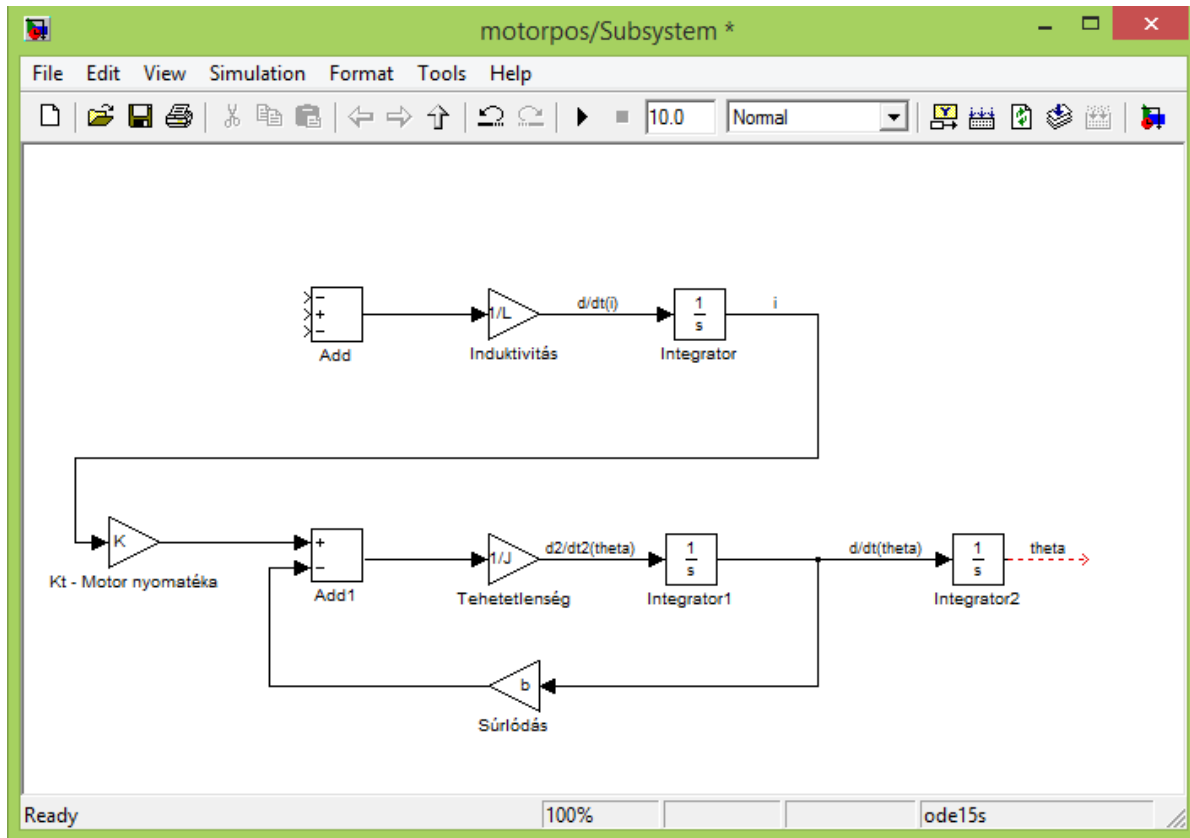 motorpos/Subsystem *
File Edit View Simulation Format Tools Help
10.0 Normal
−
+
−
Add
1/L
Induktivitás
d/dt(i)
1
s
Integrator
i
K
Kt - Motor nyomatéka
+
−
Add1
1/J
Tehetetlenség
d2/dt2(theta)
1
s
Integrator1
d/dt(theta)
1
s
Integrator2
theta
b
Súrlódás
Ready 100% ode15s